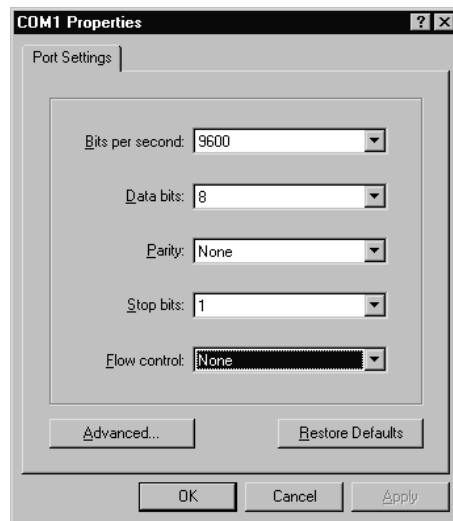 COM1 Properties
Port Settings
Bits per second: 9600
Data bits: 8
Parity: None
Stop bits: 1
Flow control: None
Advanced... Restore Defaults
OK Cancel Apply